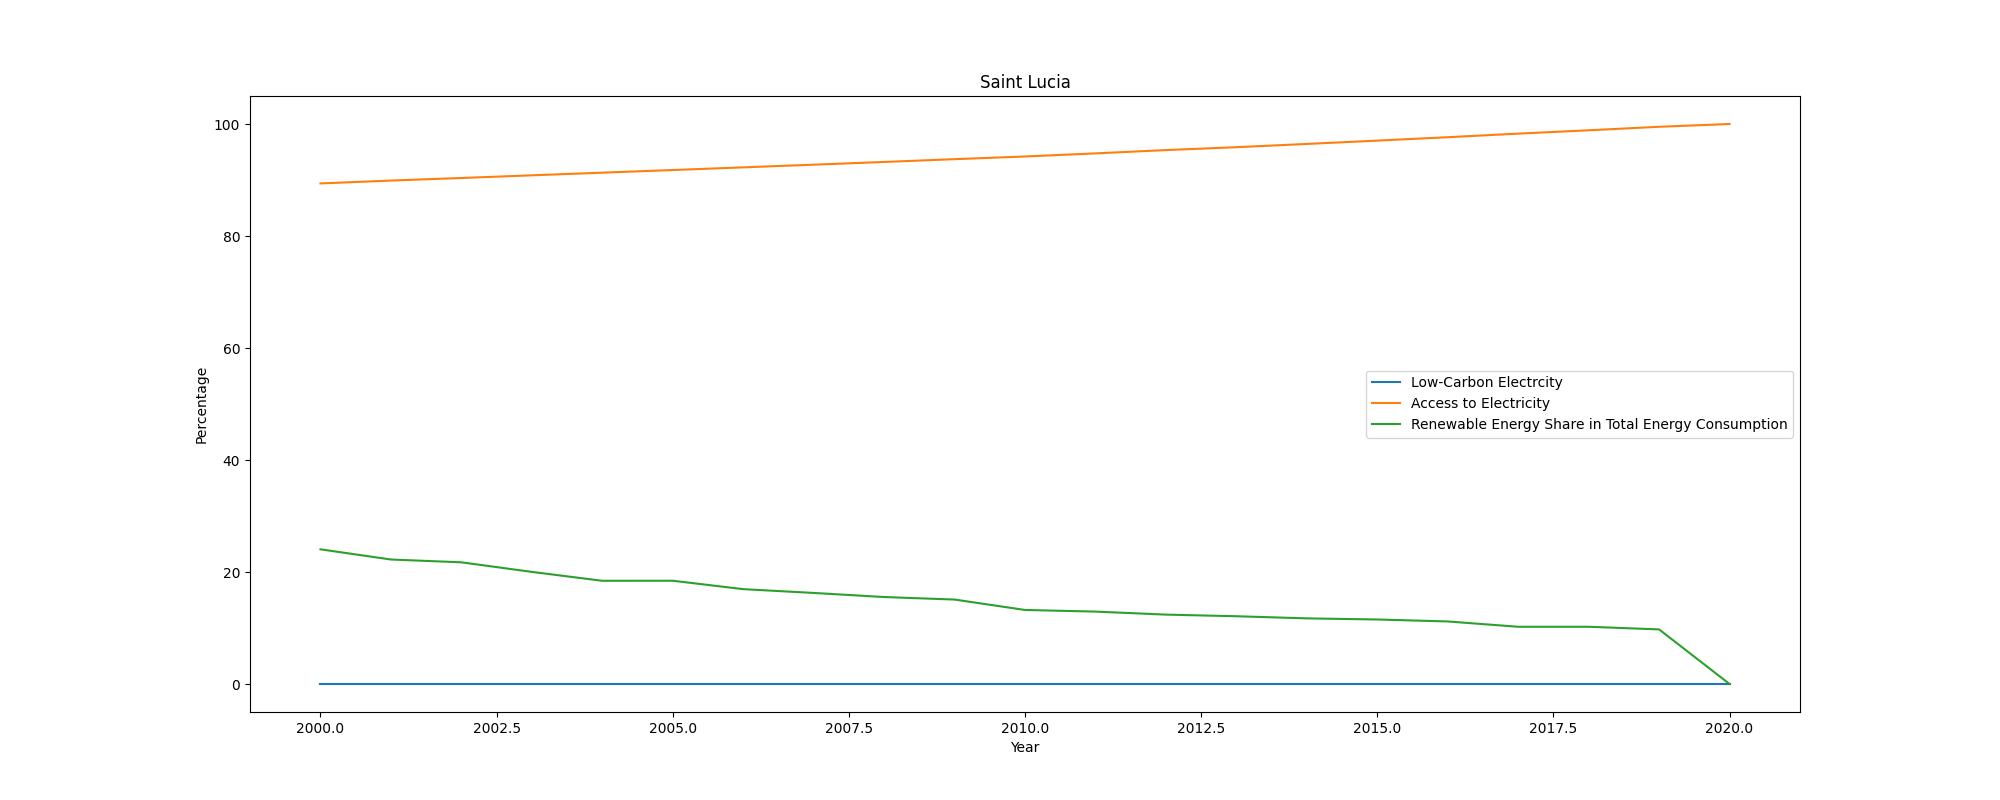 Saint Lucia
100
80
60
40
20
0
Percentage
Low-Carbon Electrcity
Access to Electricity
Renewable Energy Share in Total Energy Consumption
2000.0 2002.5 2005.0 2007.5 2010.0 2012.5 2015.0 2017.5 2020.0
Year